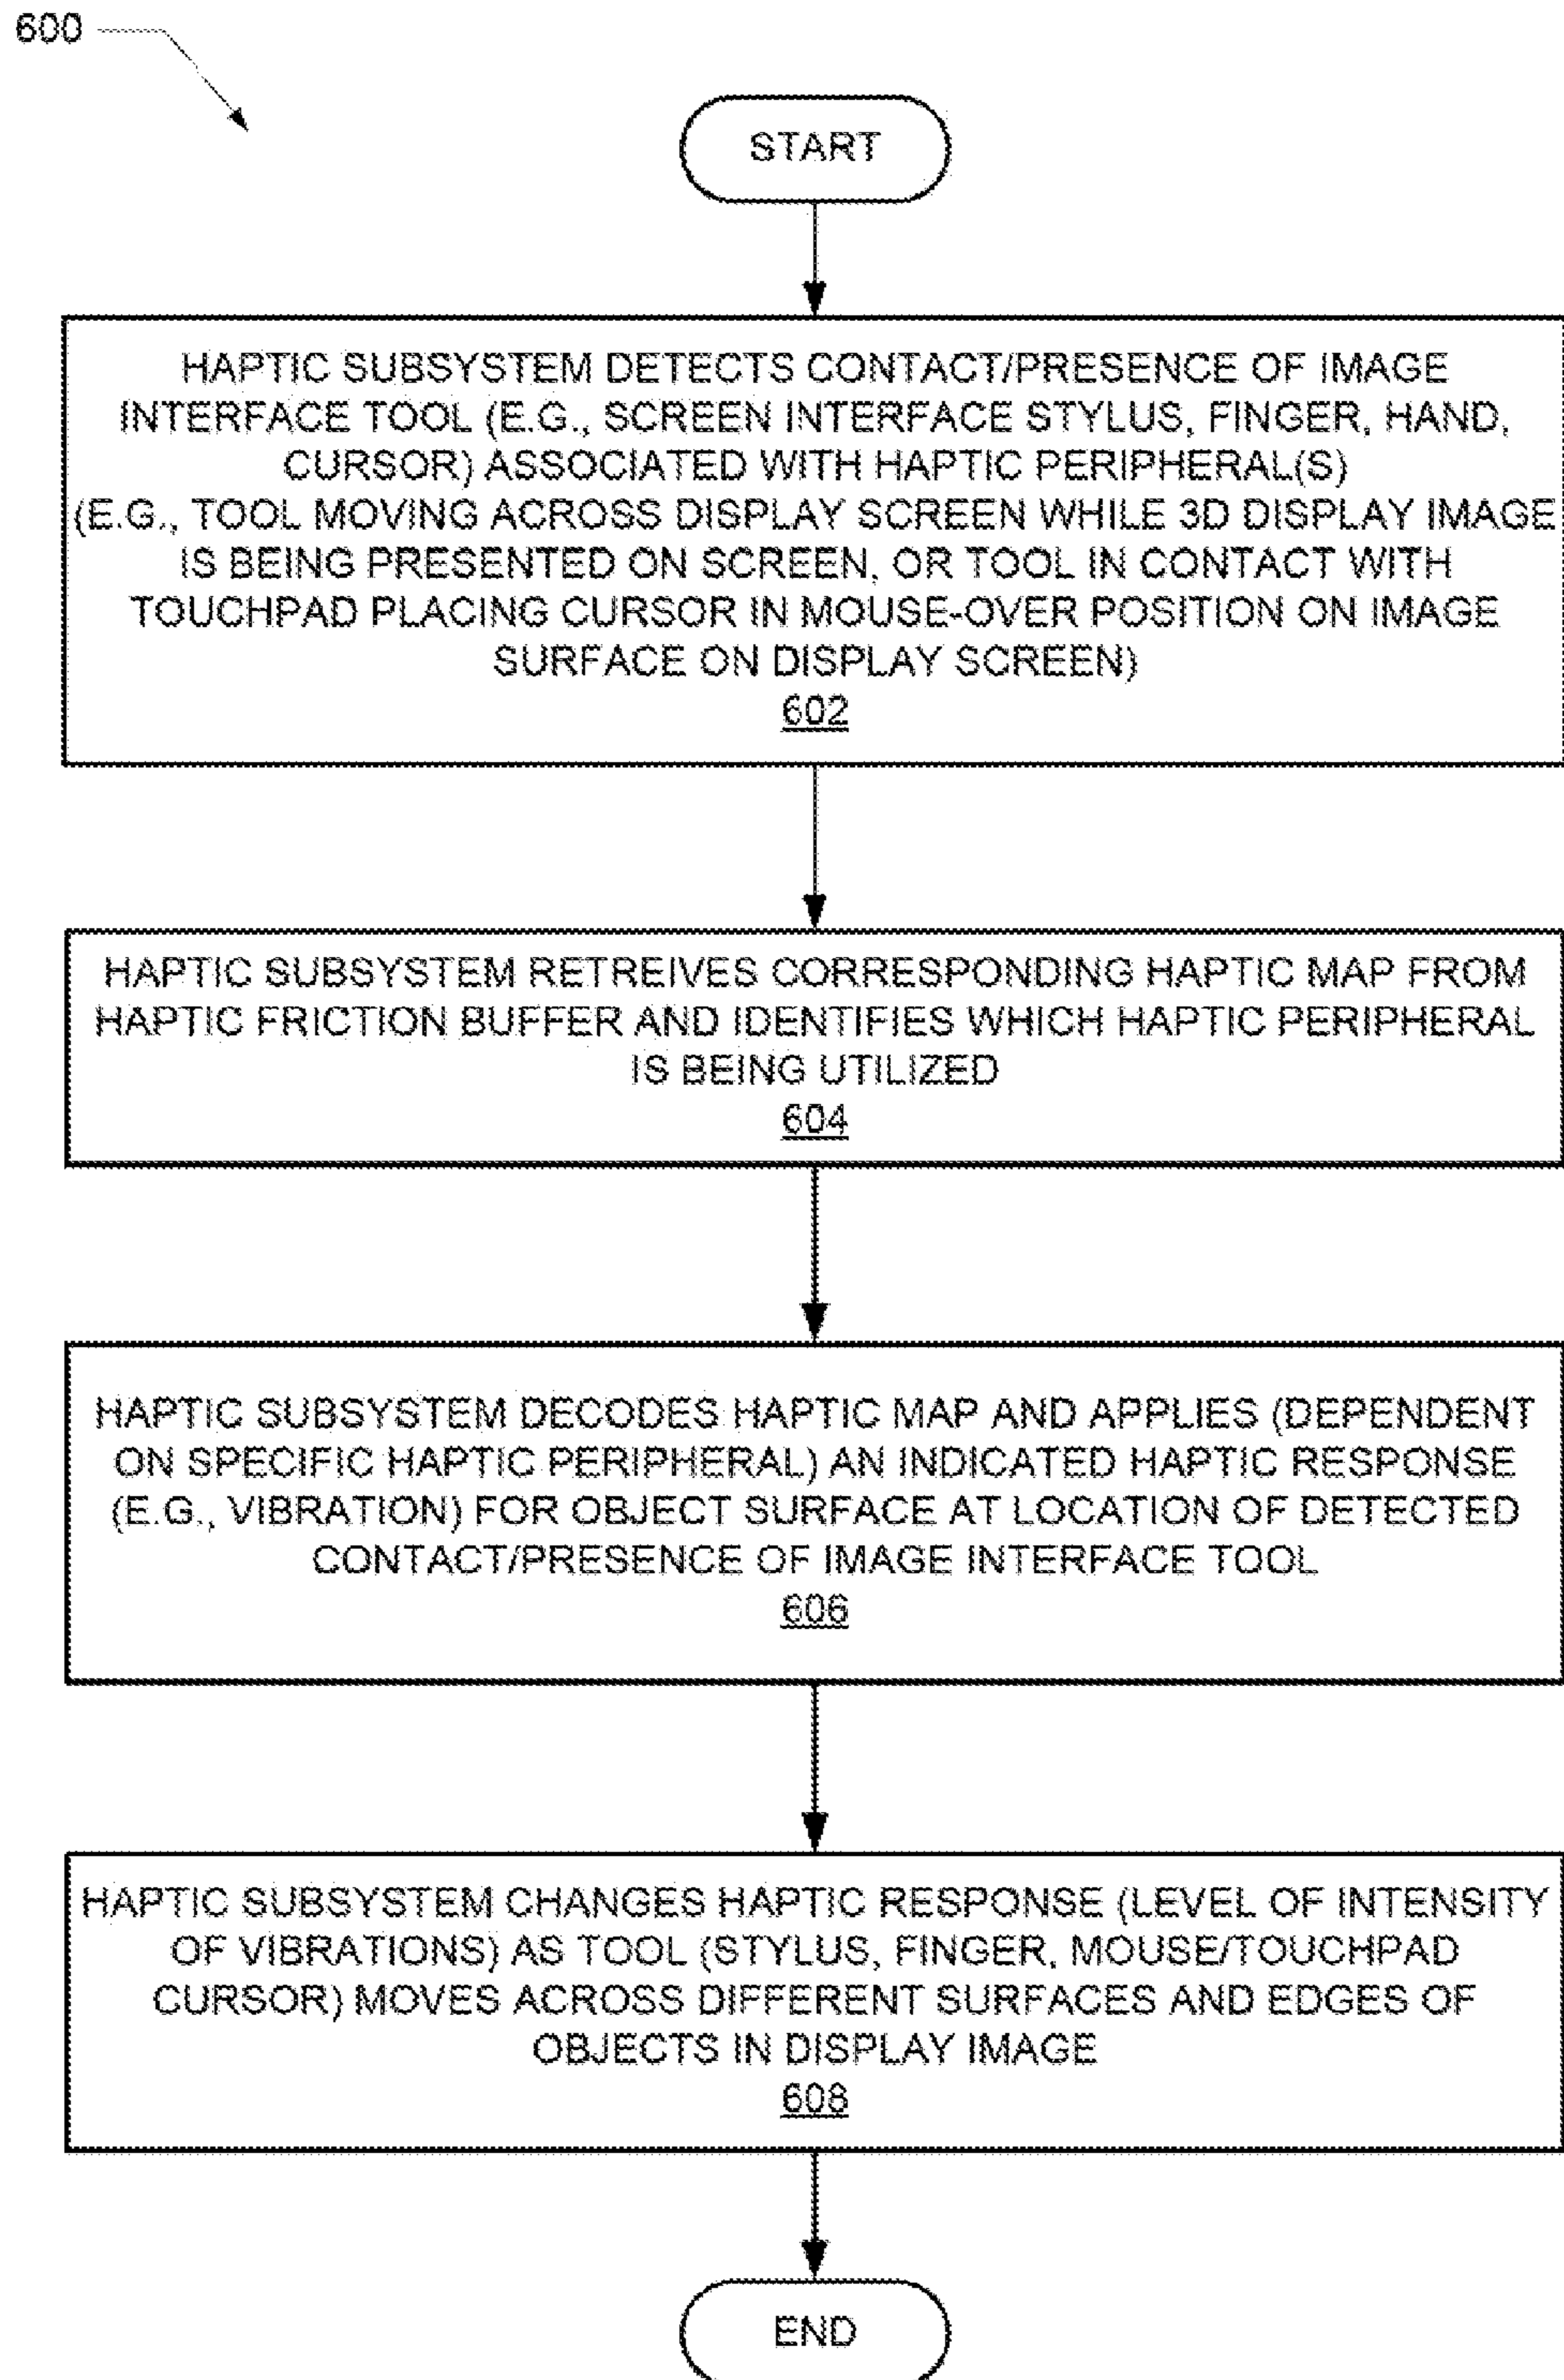 600
START
HAPTIC SUBSYSTEM DETECTS CONTACT/PRESENCE OF IMAGE
INTERFACE TOOL (E.G., SCREEN INTERFACE STYLUS, FINGER, HAND,
CURSOR) ASSOCIATED WITH HAPTIC PERIPHERAL(S)
(E.G., TOOL MOVING ACROSS DISPLAY SCREEN WHILE 3D DISPLAY IMAGE
IS BEING PRESENTED ON SCREEN, OR TOOL IN CONTACT WITH
TOUCHPAD PLACING CURSOR IN MOUSE-OVER POSITION ON IMAGE
SURFACE ON DISPLAY SCREEN)
602
HAPTIC SUBSYSTEM RETREIVES CORRESPONDING HAPTIC MAP FROM
HAPTIC FRICTION BUFFER AND IDENTIFIES WHICH HAPTIC PERIPHERAL
IS BEING UTILIZED
604
HAPTIC SUBSYSTEM DECODES HAPTIC MAP AND APPLIES (DEPENDENT
ON SPECIFIC HAPTIC PERIPHERAL) AN INDICATED HAPTIC RESPONSE
(E.G., VIBRATION) FOR OBJECT SURFACE AT LOCATION OF DETECTED
CONTACT/PRESENCE OF IMAGE INTERFACE TOOL
606
HAPTIC SUBSYSTEM CHANGES HAPTIC RESPONSE (LEVEL OF INTENSITY
OF VIBRATIONS) AS TOOL (STYLUS, FINGER, MOUSE/TOUCHPAD
CURSOR) MOVES ACROSS DIFFERENT SURFACES AND EDGES OF
OBJECTS IN DISPLAY IMAGE
608
END